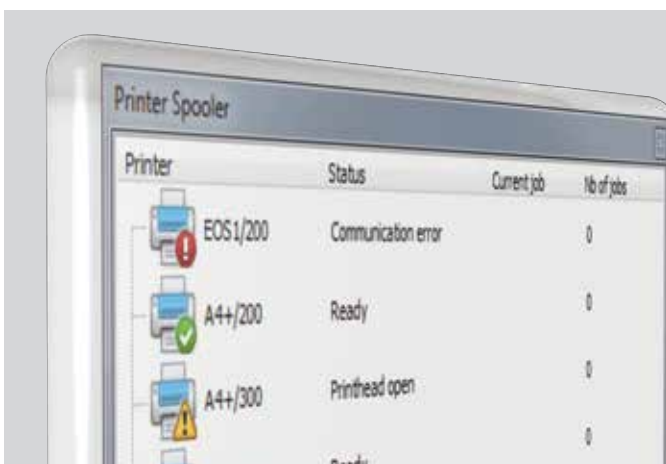 Printer Spooler
Printer Status Current job Nb of jobs
EOS1/200 Communication error 0
A4+/200 Ready 0
A4+/300 Printhead open 0
Ready 0